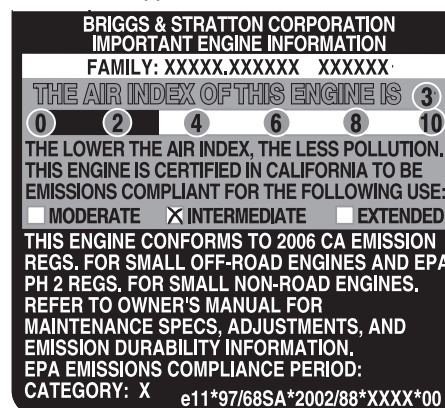 BRIGGS & STRATTON CORPORATION
IMPORTANT ENGINE INFORMATION
FAMILY: XXXXX.XXXXXX XXXXXX
THE AIR INDEX OF THIS ENGINE IS 3
0 2 4 6 8 10
THE LOWER THE AIR INDEX, THE LESS POLLUTION.
THIS ENGINE IS CERTIFIED IN CALIFORNIA TO BE
EMISSIONS COMPLIANT FOR THE FOLLOWING USE:
MODERATE INTERMEDIATE EXTENDED
THIS ENGINE CONFORMS TO 2006 CA EMISSION
REGS. FOR SMALL OFF-ROAD ENGINES AND EPA
PH 2 REGS. FOR SMALL NON-ROAD ENGINES.
REFER TO OWNER'S MANUAL FOR
MAINTENANCE SPECS, ADJUSTMENTS, AND
EMISSION DURABILITY INFORMATION.
EPA EMISSIONS COMPLIANCE PERIOD:
CATEGORY: X e11*97/68SA*2002/88*XXXX*00